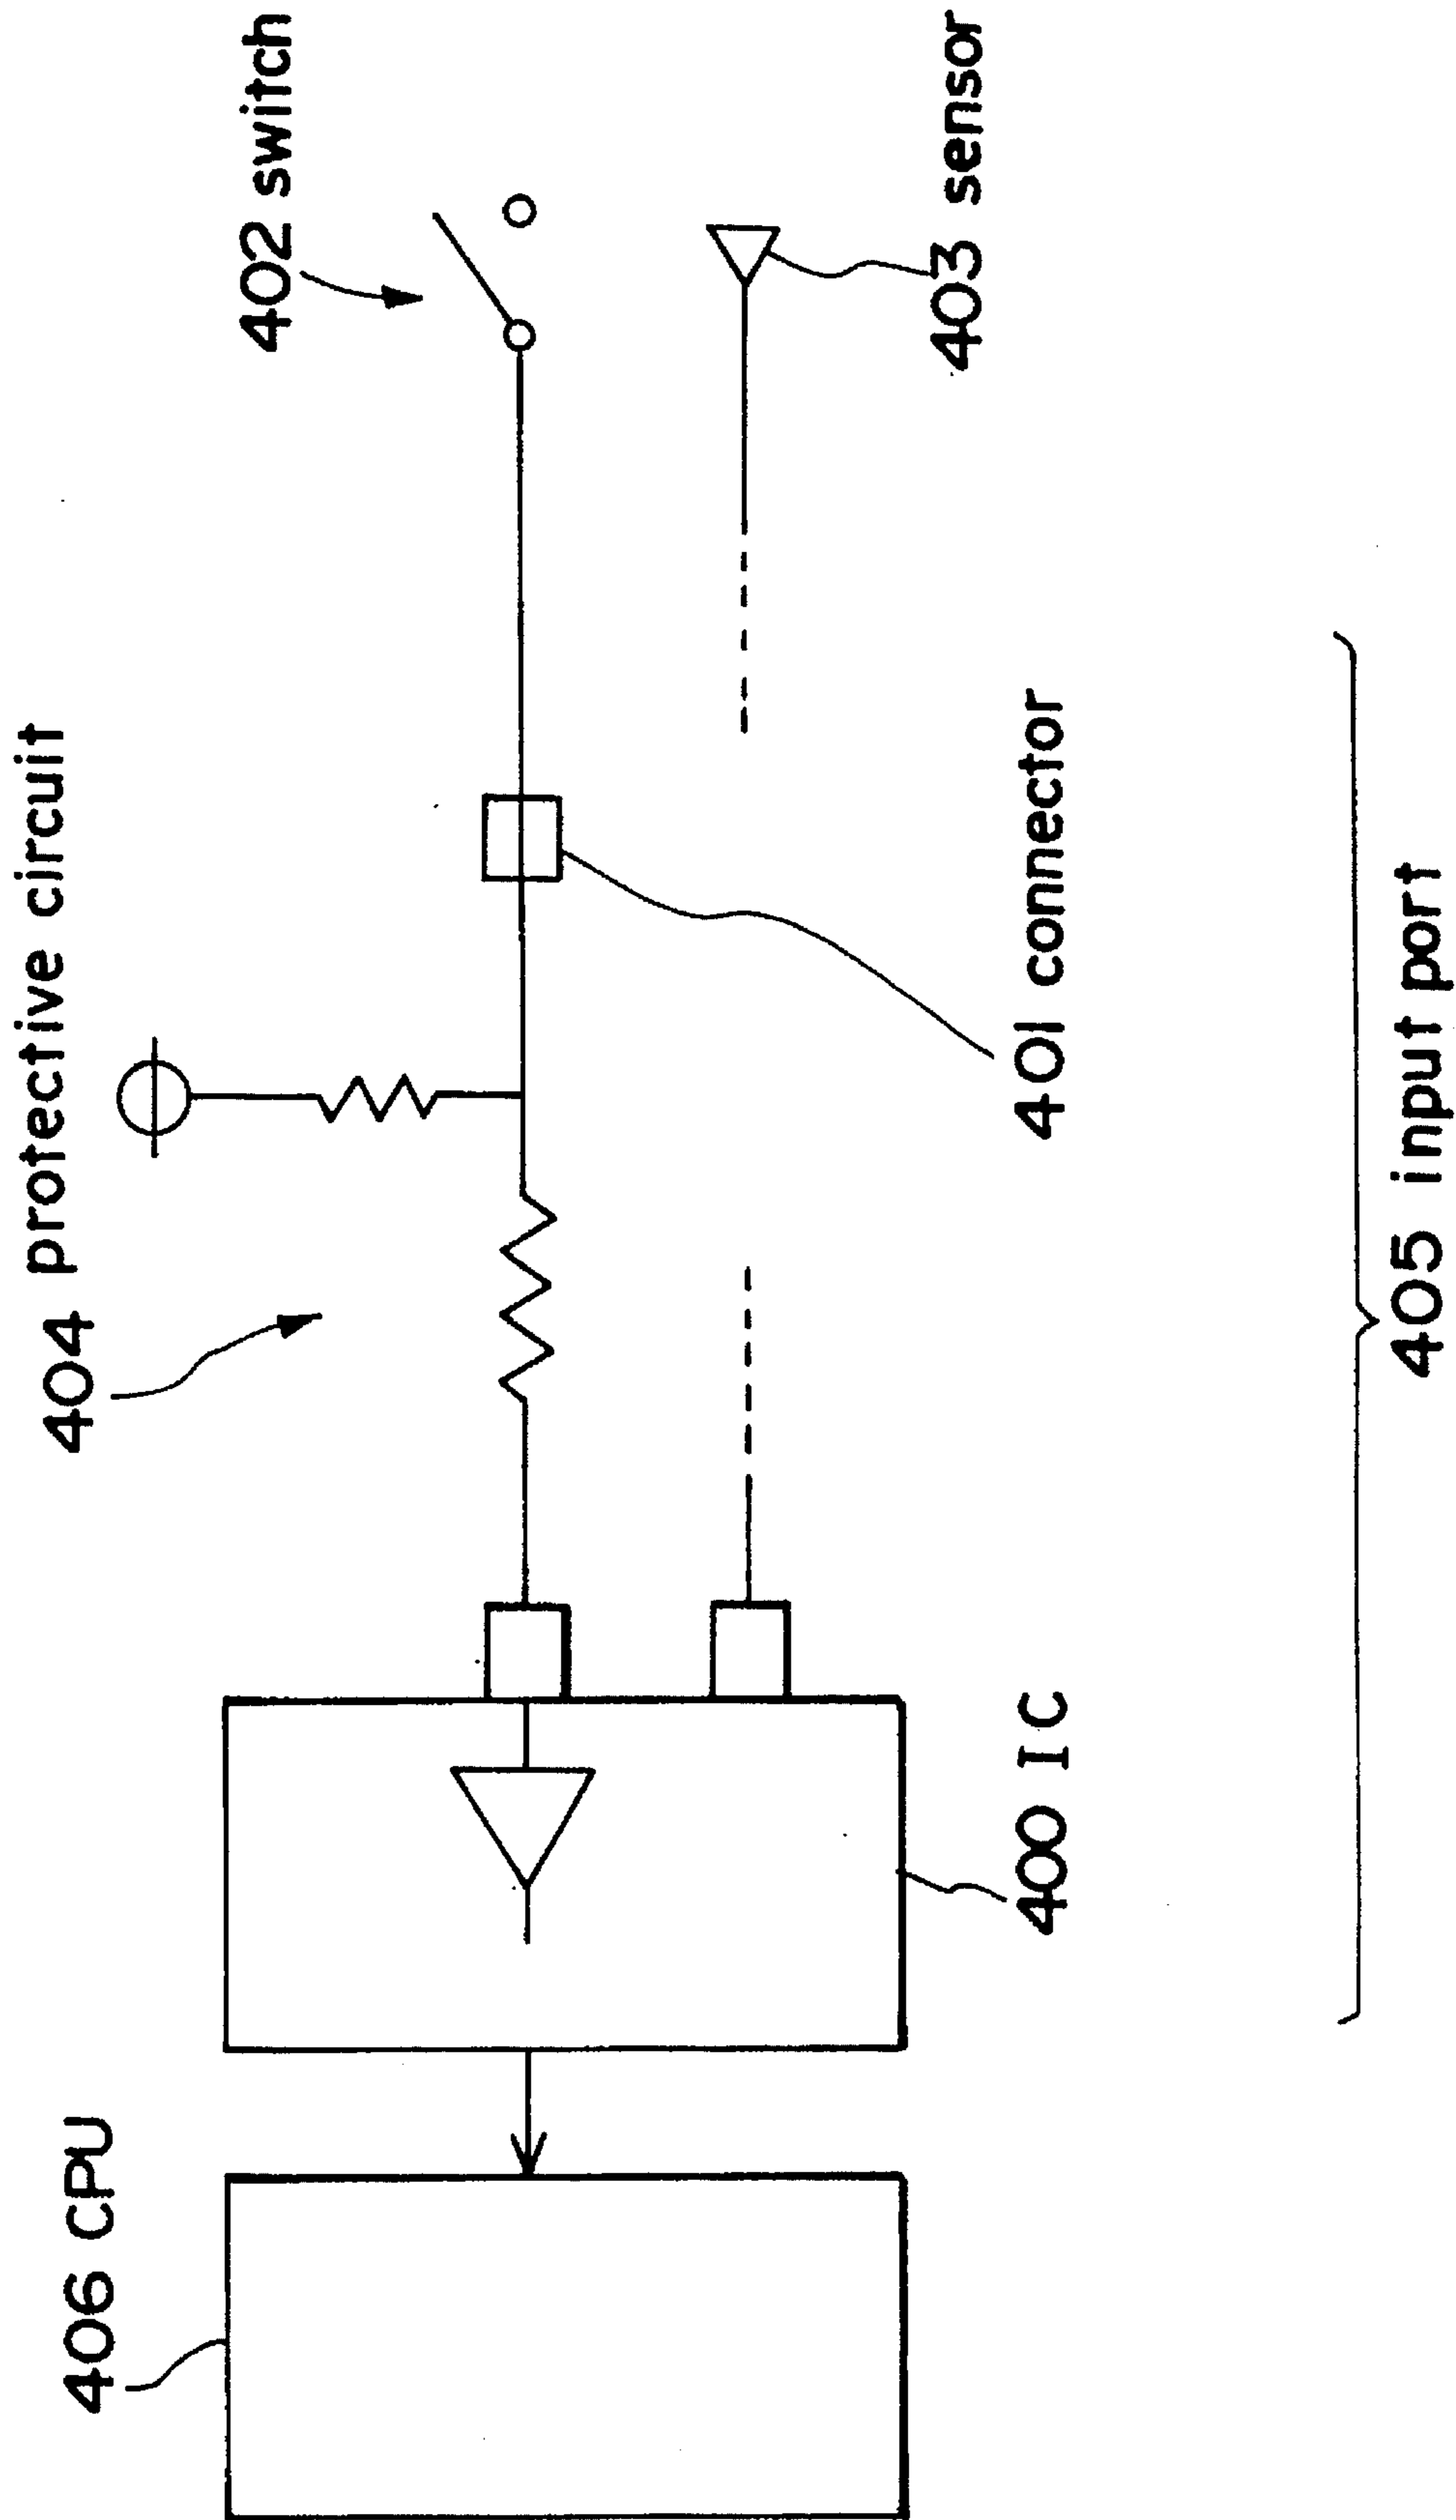 406 CPU
404 protective circuit
402 switch
403 sensor
400 IC
401 connector
405 input port